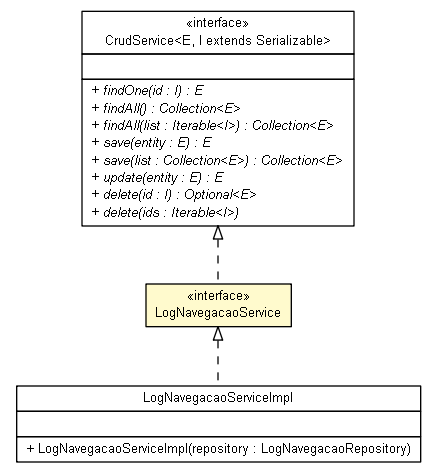 «interface»
CrudService<E, I extends Serializable>
+ findOne(id : I) : E
+ findAll() : Collection<E>
+ findAll(list : Iterable<I>) : Collection<E>
+ save(entity : E) : E
+ save(list : Collection<E>) : Collection<E>
+ update(entity : E) : E
+ delete(id : I) : Optional<E>
+ delete(ids : Iterable<I>)
«interface»
LogNavegacaoService
LogNavegacaoServiceImpl
+ LogNavegacaoServiceImpl(repository : LogNavegacaoRepository)